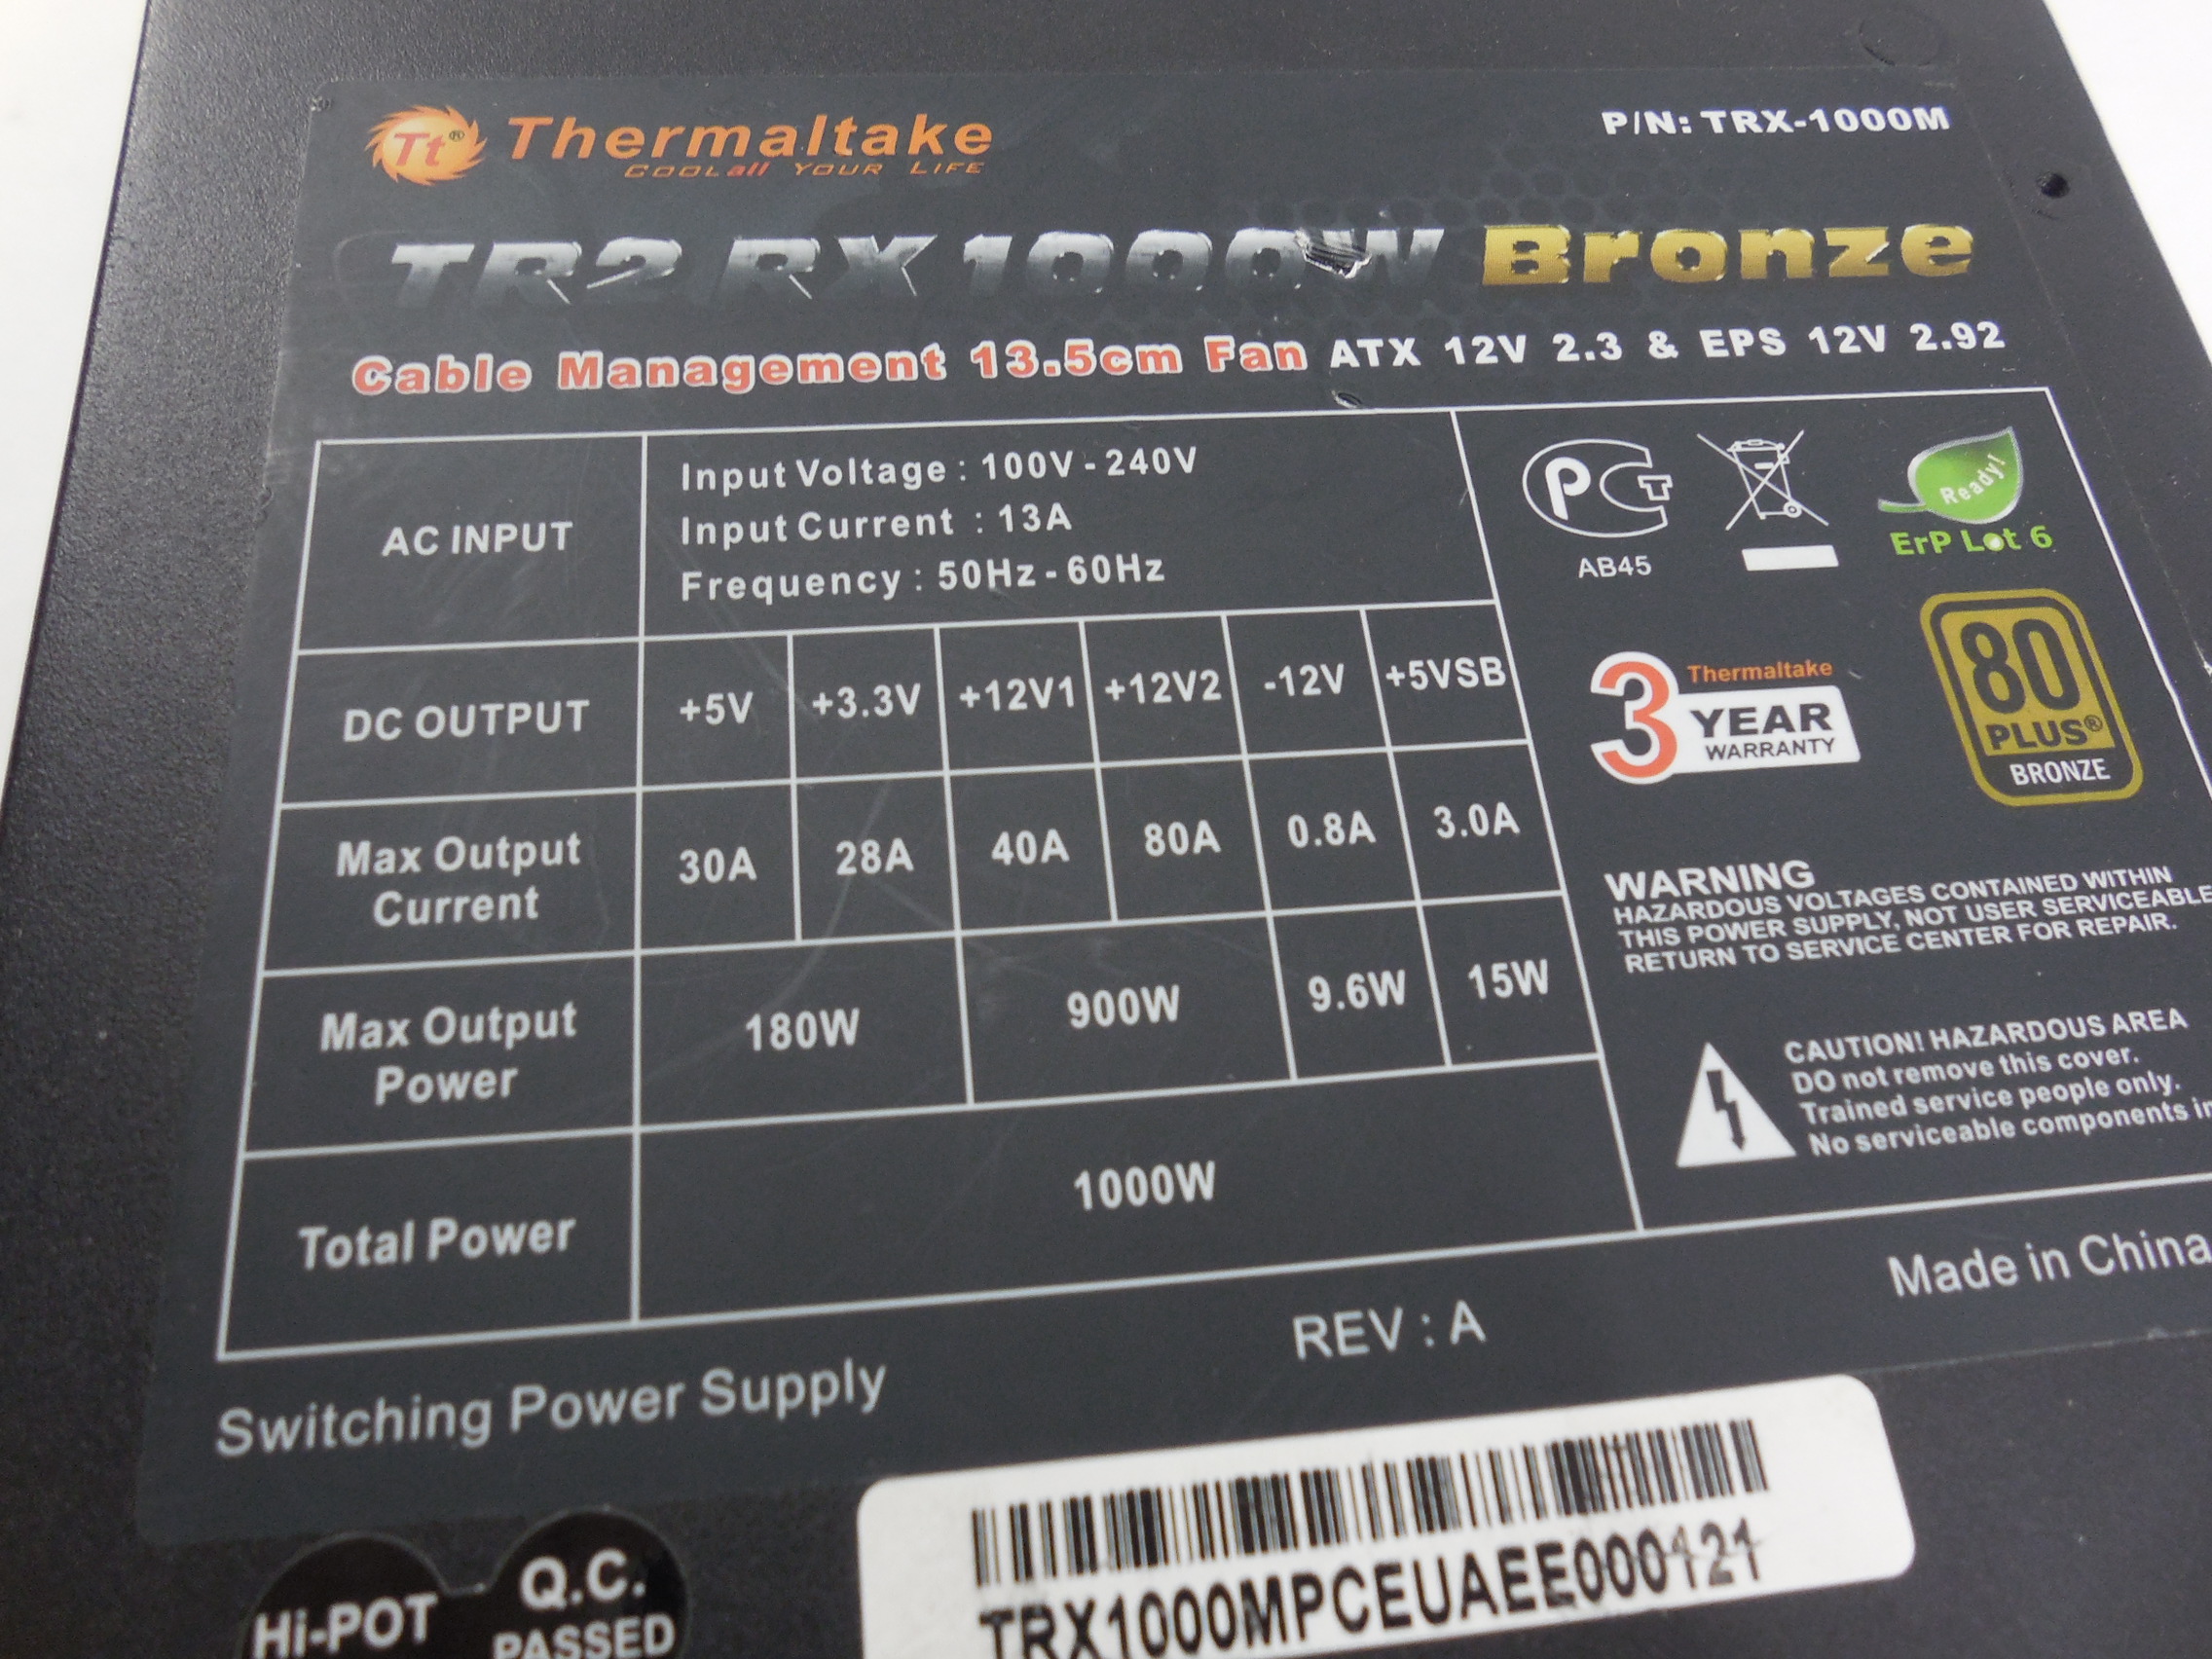 Tt® Thermaltake
COOL all YOUR LIFE
P/N: TRX-1000M
TR2 RX 1000W Bronze
Cable Management 13.5cm Fan ATX 12V 2.3 & EPS 12V 2.92
AC INPUT
Input Voltage : 100V - 240V
Input Current : 13A
Frequency : 50Hz - 60Hz
DC OUTPUT +5V +3.3V +12V1 +12V2 -12V +5VSB
Max Output Current 30A 28A 40A 80A 0.8A 3.0A
Max Output Power 180W 900W 9.6W 15W
Total Power 1000W
PCT
AB45
Ready!
ErP Lot 6
3 Thermaltake
YEAR
WARRANTY
80
PLUS®
BRONZE
WARNING
HAZARDOUS VOLTAGES CONTAINED WITHIN
THIS POWER SUPPLY, NOT USER SERVICEABLE
RETURN TO SERVICE CENTER FOR REPAIR.
CAUTION! HAZARDOUS AREA
DO not remove this cover.
Trained service people only.
No serviceable components in
Switching Power Supply
REV : A
Made in China
Hi-POT
Q.C.
PASSED
TRX1000MPCEUAEE000121